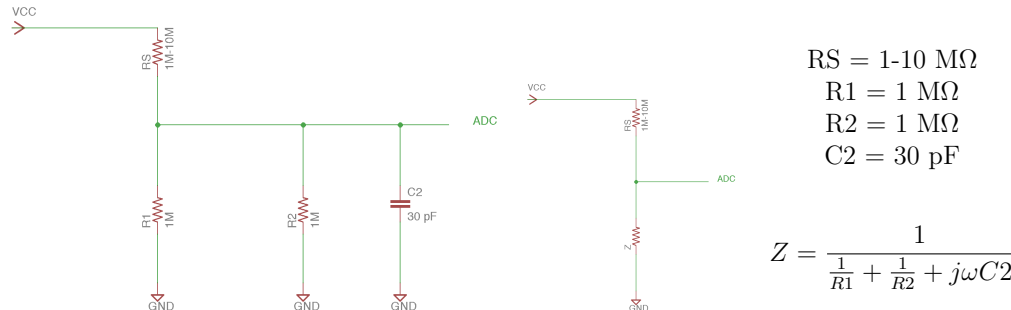 VCC
RS
1M-10M
ADC
R1
1M
R2
1M
C2
30 pF
GND
GND
GND
VCC
RS
1M-10M
ADC
Z
GND
RS = 1-10 MΩ
R1 = 1 MΩ
R2 = 1 MΩ
C2 = 30 pF
Z = 1 / (1/R1 + 1/R2 + jωC2)